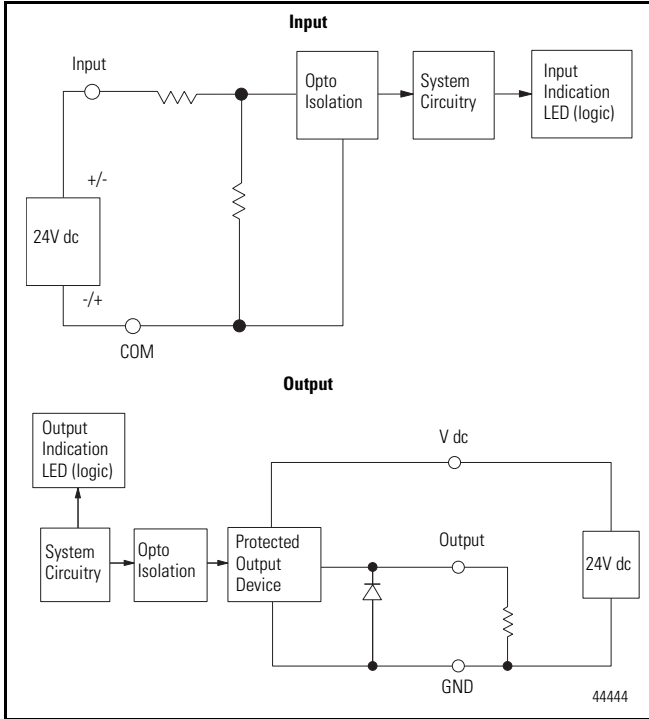 Input
Input
Opto
Isolation
System
Circuitry
Input
Indication
LED (logic)
+/-
24V dc
-/+
COM
Output
Output
Indication
LED (logic)
V dc
System
Circuitry
Opto
Isolation
Protected
Output
Device
Output
24V dc
GND
44444